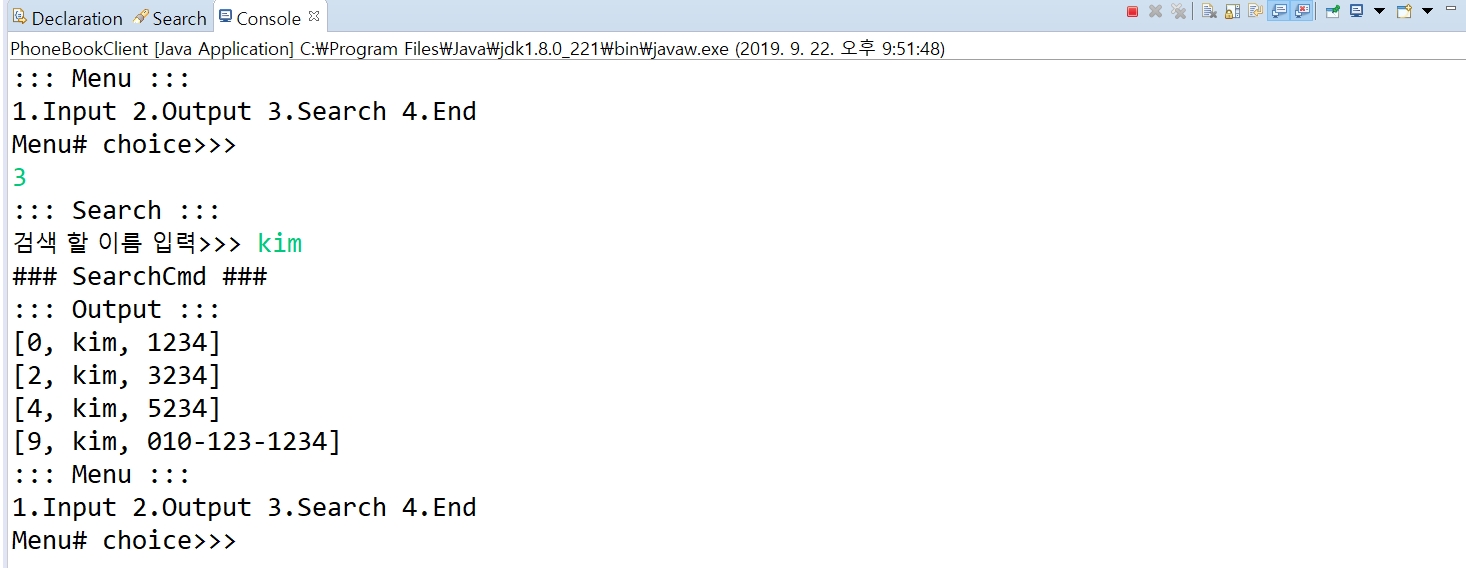 Declaration Search Console
PhoneBookClient [Java Application] C:₩Program Files₩Java₩jdk1.8.0_221₩bin₩javaw.exe (2019. 9. 22. 오후 9:51:48)
::: Menu :::
1.Input 2.Output 3.Search 4.End
Menu# choice>>>
3
::: Search :::
검색 할 이름 입력>>> kim
### SearchCmd ###
::: Output :::
[0, kim, 1234]
[2, kim, 3234]
[4, kim, 5234]
[9, kim, 010-123-1234]
::: Menu :::
1.Input 2.Output 3.Search 4.End
Menu# choice>>>